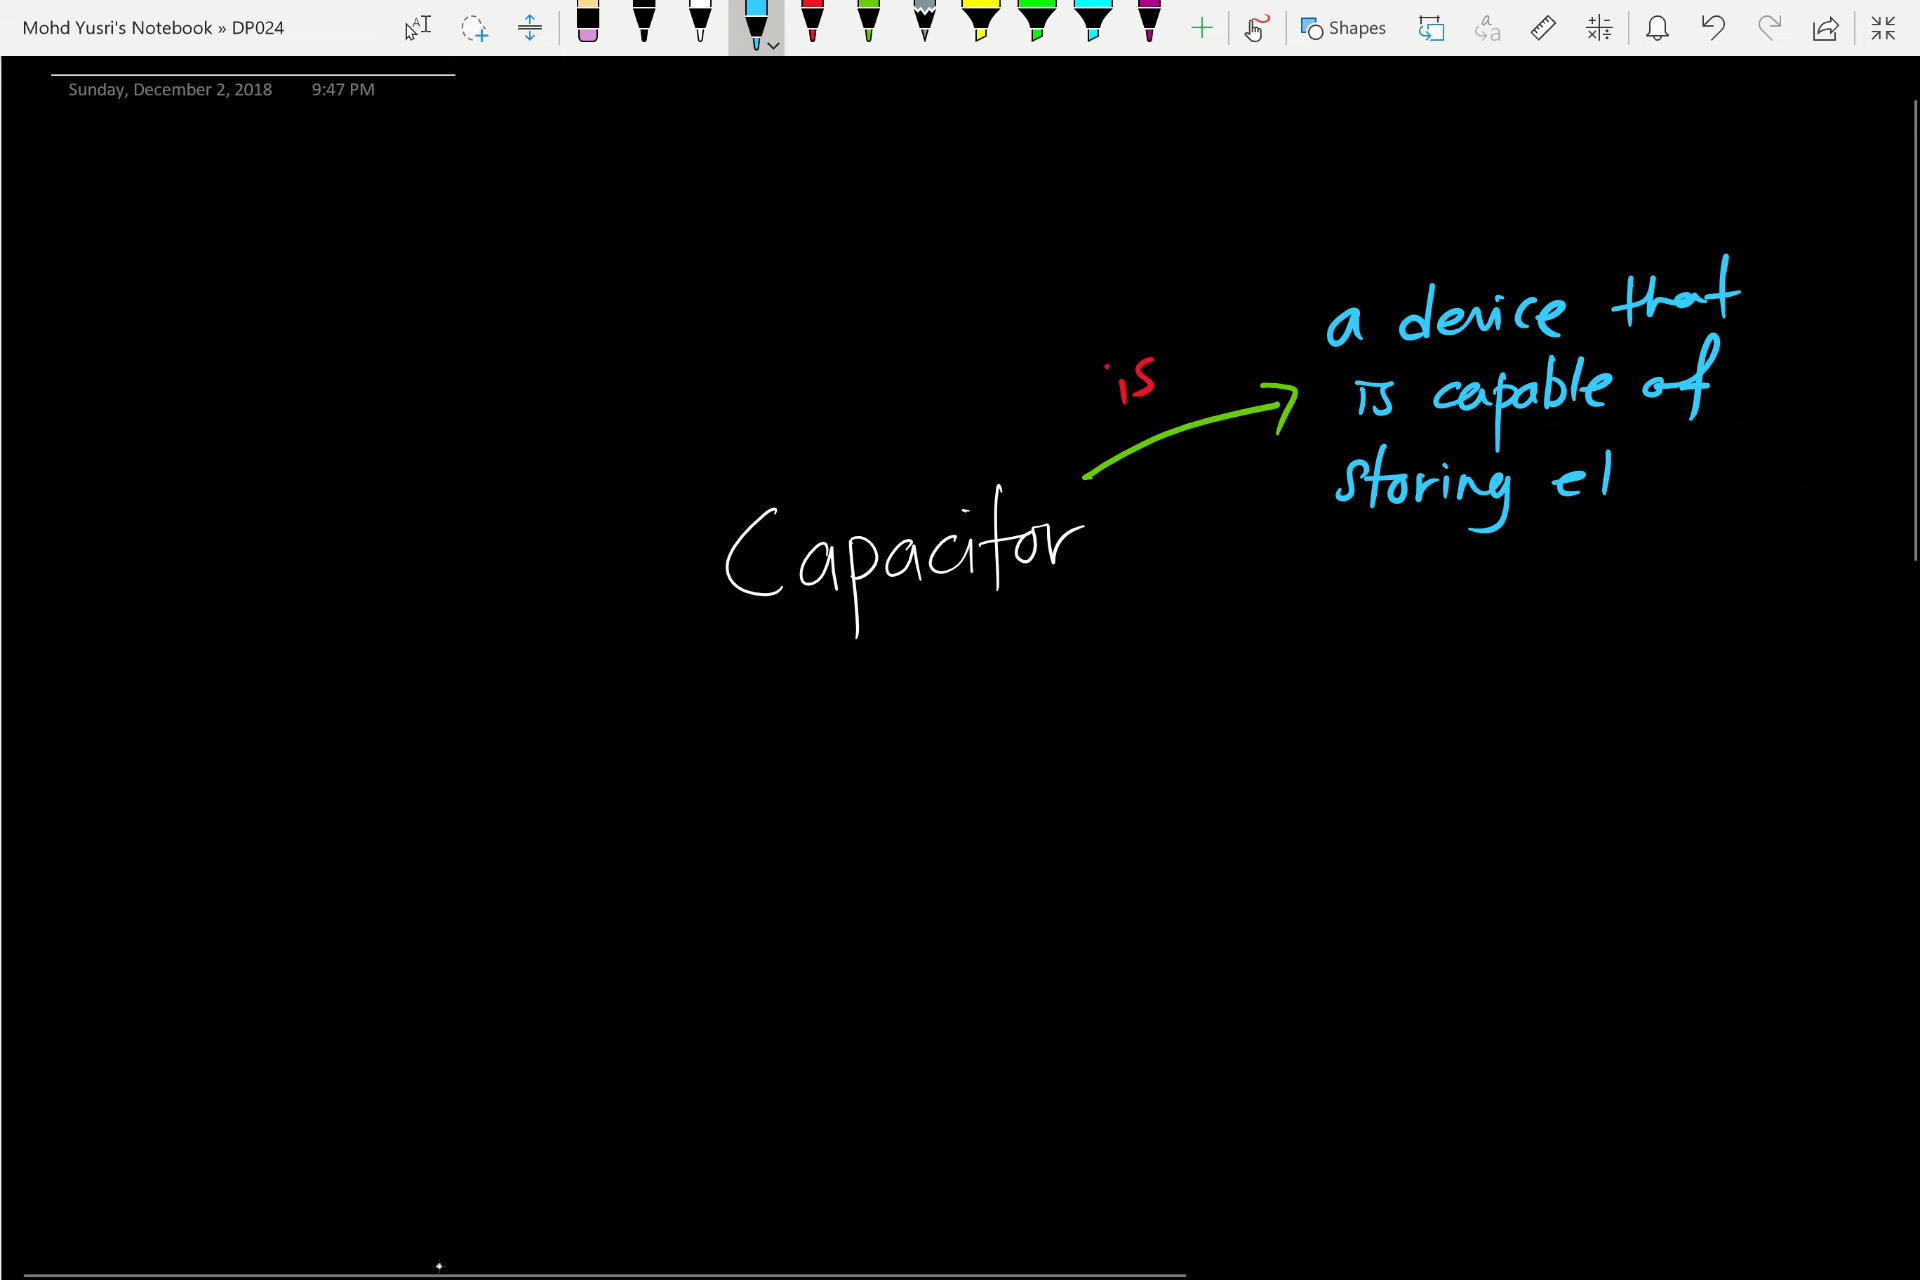 Mohd Yusri's Notebook » DP024
Shapes
Sunday, December 2, 2018 9:47 PM
is
a device that
is capable of
storing el
Capacitor